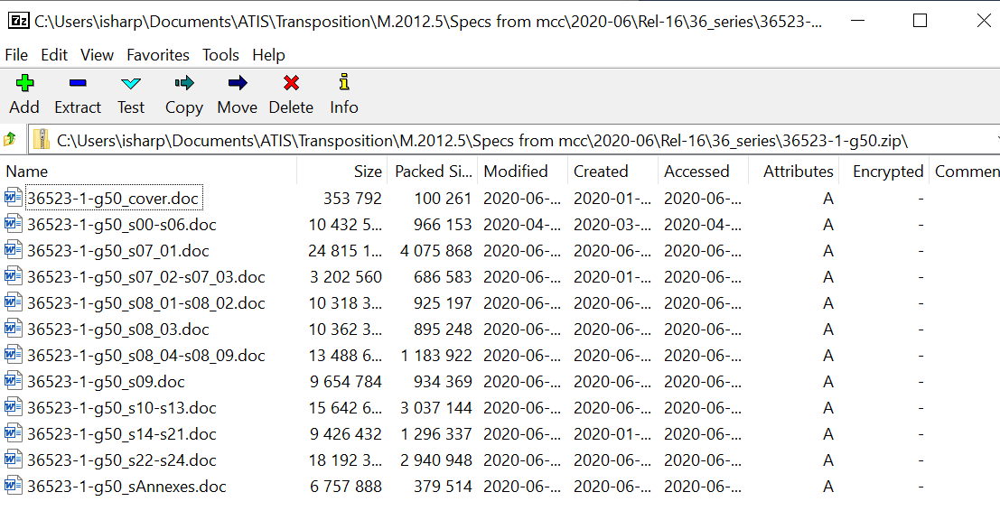 7z C:\Users\isharp\Documents\ATIS\Transposition\M.2012.5\Specs from mcc\2020-06\Rel-16\36_series\36523-...
File Edit View Favorites Tools Help
Add Extract Test Copy Move Delete Info
C:\Users\isharp\Documents\ATIS\Transposition\M.2012.5\Specs from mcc\2020-06\Rel-16\36_series\36523-1-g50.zip\
Name Size Packed Si... Modified Created Accessed Attributes Encrypted Commen
36523-1-g50_cover.doc 353 792 100 261 2020-06-... 2020-01-... 2020-06-... A -
36523-1-g50_s00-s06.doc 10 432 5... 966 153 2020-04-... 2020-03-... 2020-04-... A -
36523-1-g50_s07_01.doc 24 815 1... 4 075 868 2020-06-... 2020-06-... 2020-06-... A -
36523-1-g50_s07_02-s07_03.doc 3 202 560 686 583 2020-06-... 2020-01-... 2020-06-... A -
36523-1-g50_s08_01-s08_02.doc 10 318 3... 925 197 2020-06-... 2020-06-... 2020-06-... A -
36523-1-g50_s08_03.doc 10 362 3... 895 248 2020-06-... 2020-06-... 2020-06-... A -
36523-1-g50_s08_04-s08_09.doc 13 488 6... 1 183 922 2020-06-... 2020-06-... 2020-06-... A -
36523-1-g50_s09.doc 9 654 784 934 369 2020-06-... 2020-06-... 2020-06-... A -
36523-1-g50_s10-s13.doc 15 642 6... 3 037 144 2020-06-... 2020-06-... 2020-06-... A -
36523-1-g50_s14-s21.doc 9 426 432 1 296 337 2020-06-... 2020-01-... 2020-06-... A -
36523-1-g50_s22-s24.doc 18 192 3... 2 940 948 2020-06-... 2020-06-... 2020-06-... A -
36523-1-g50_sAnnexes.doc 6 757 888 379 514 2020-06-... 2020-06-... 2020-06-... A -